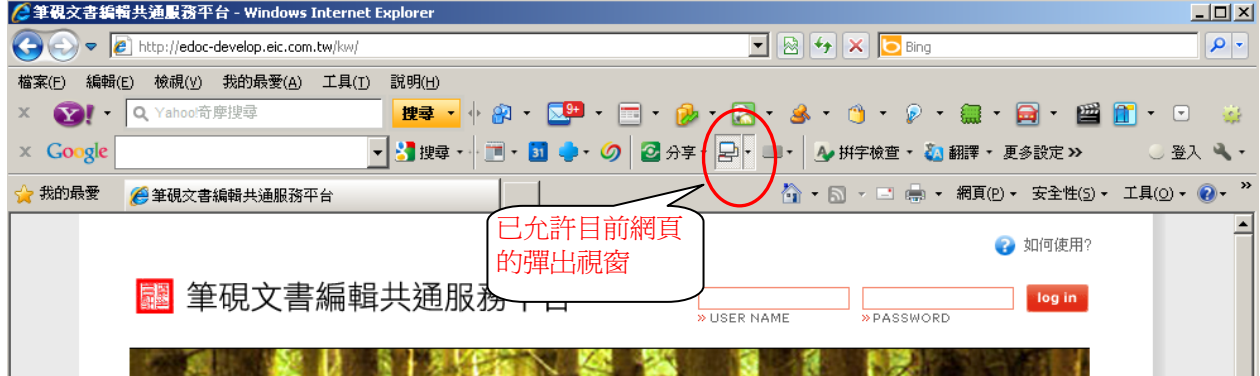 筆硯文書編輯共通服務平台 - Windows Internet Explorer
http://edoc-develop.eic.com.tw/kw/
Bing
檔案(F) 編輯(E) 檢視(V) 我的最愛(A) 工具(T) 說明(H)
x Y! Yahoo!奇摩搜尋 搜尋 9+
x Google 搜尋 31 分享 拼字檢查 翻譯 更多設定 >> 登入
我的最愛 筆硯文書編輯共通服務平台 網頁(P) 安全性(S) 工具(O) »
已允許目前網頁
的彈出視窗
如何使用?
筆硯文書編輯共通服務平台
log in
» USER NAME » PASSWORD